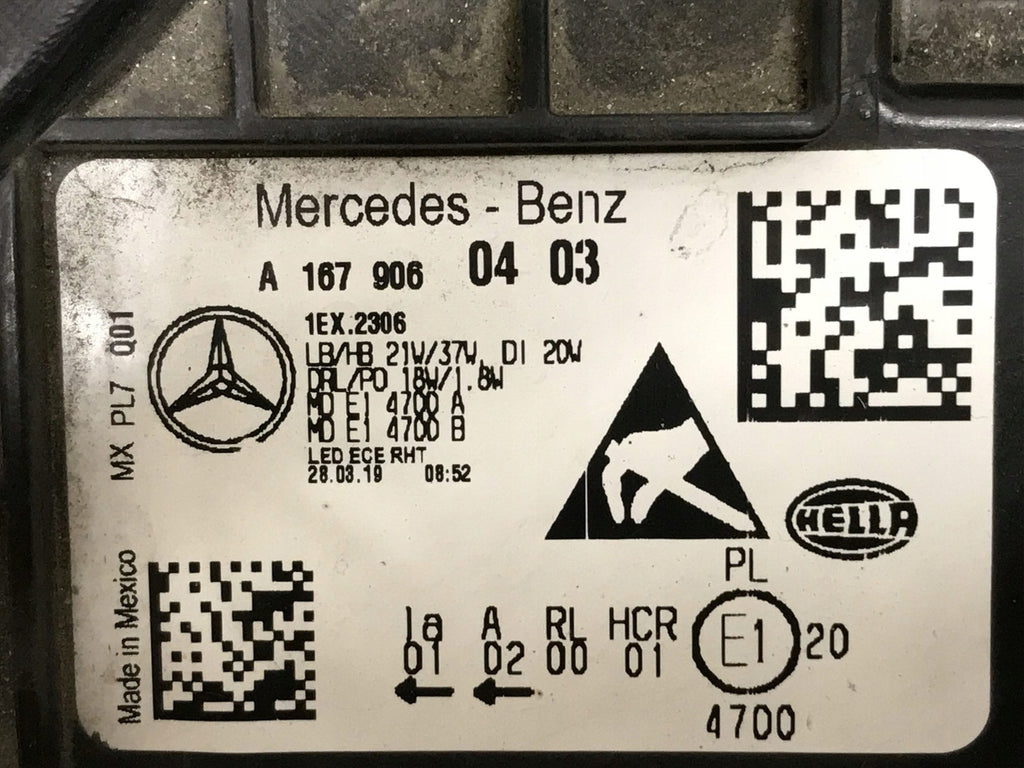 Mercedes - Benz
A 167 906 04 03
MX PL7 Q01
1EX.2306
LB/HB 21W/37W, DI 20W
DRL/PO 18W/1.8W
MD E1 4700 A
MD E1 4700 B
LED ECE RHT
28.03.19 08:52
HELLA
Made in Mexico
PL
1a A RL HCR E1 20
01 02 00 01
4700